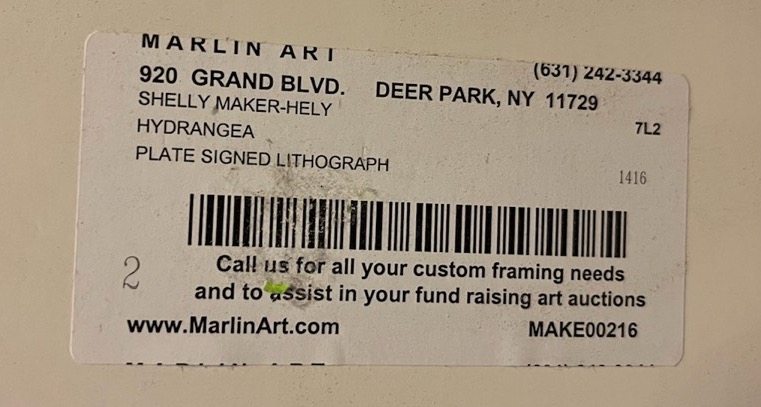 MARLIN ART
(631) 242-3344
920 GRAND BLVD. DEER PARK, NY 11729
SHELLY MAKER-HELY
7L2
HYDRANGEA
PLATE SIGNED LITHOGRAPH
1416
2
Call us for all your custom framing needs
and to assist in your fund raising art auctions
www.MarlinArt.com MAKE00216